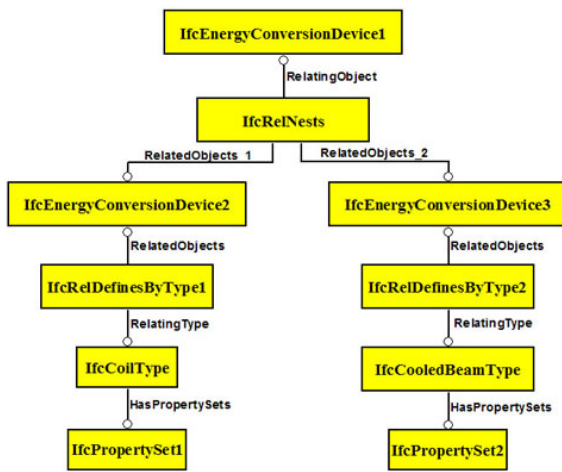 IfcEnergyConversionDevice1
RelatingObject
IfcRelNests
RelatedObjects_1 RelatedObjects_2
IfcEnergyConversionDevice2 IfcEnergyConversionDevice3
RelatedObjects RelatedObjects
IfcRelDefinesByType1 IfcRelDefinesByType2
RelatingType RelatingType
IfcCoilType IfcCooledBeamType
HasPropertySets HasPropertySets
IfcPropertySet1 IfcPropertySet2